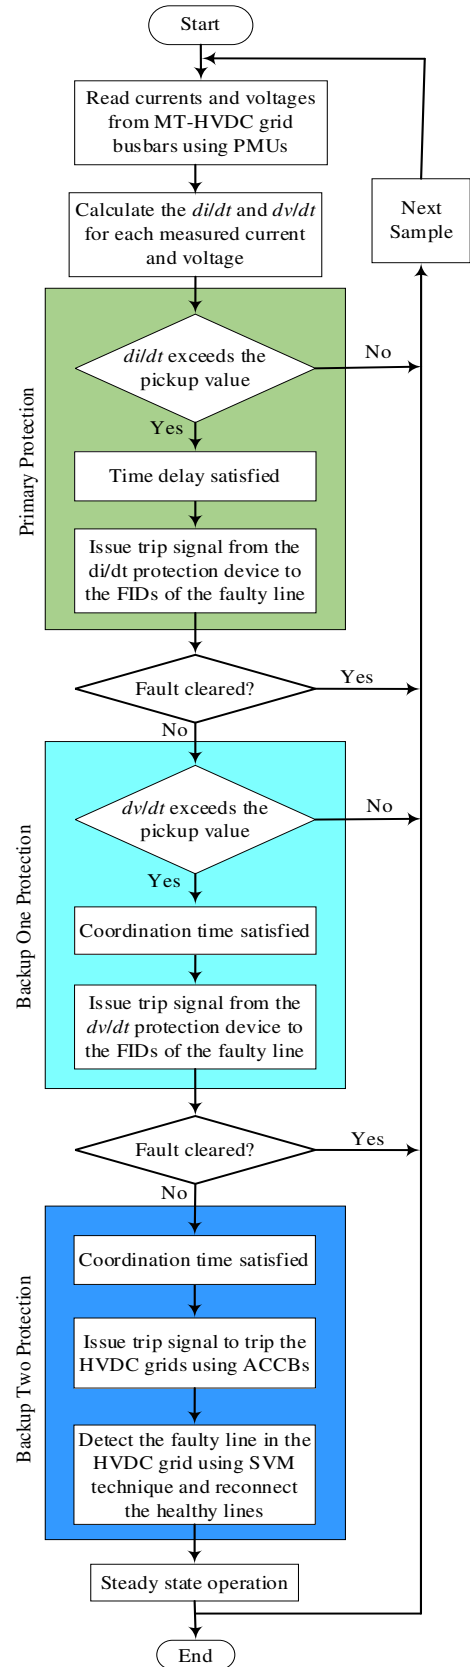 Start
Read currents and voltages
from MT-HVDC grid
busbars using PMUs
Calculate the di/dt and dv/dt
for each measured current
and voltage
Next
Sample
Primary Protection
di/dt exceeds the
pickup value
No
Yes
Time delay satisfied
Issue trip signal from the
di/dt protection device to
the FIDs of the faulty line
Fault cleared?
Yes
No
Backup One Protection
dv/dt exceeds the
pickup value
No
Yes
Coordination time satisfied
Issue trip signal from the
dv/dt protection device to
the FIDs of the faulty line
Fault cleared?
Yes
No
Backup Two Protection
Coordination time satisfied
Issue trip signal to trip the
HVDC grids using ACCBs
Detect the faulty line in the
HVDC grid using SVM
technique and reconnect
the healthy lines
Steady state operation
End